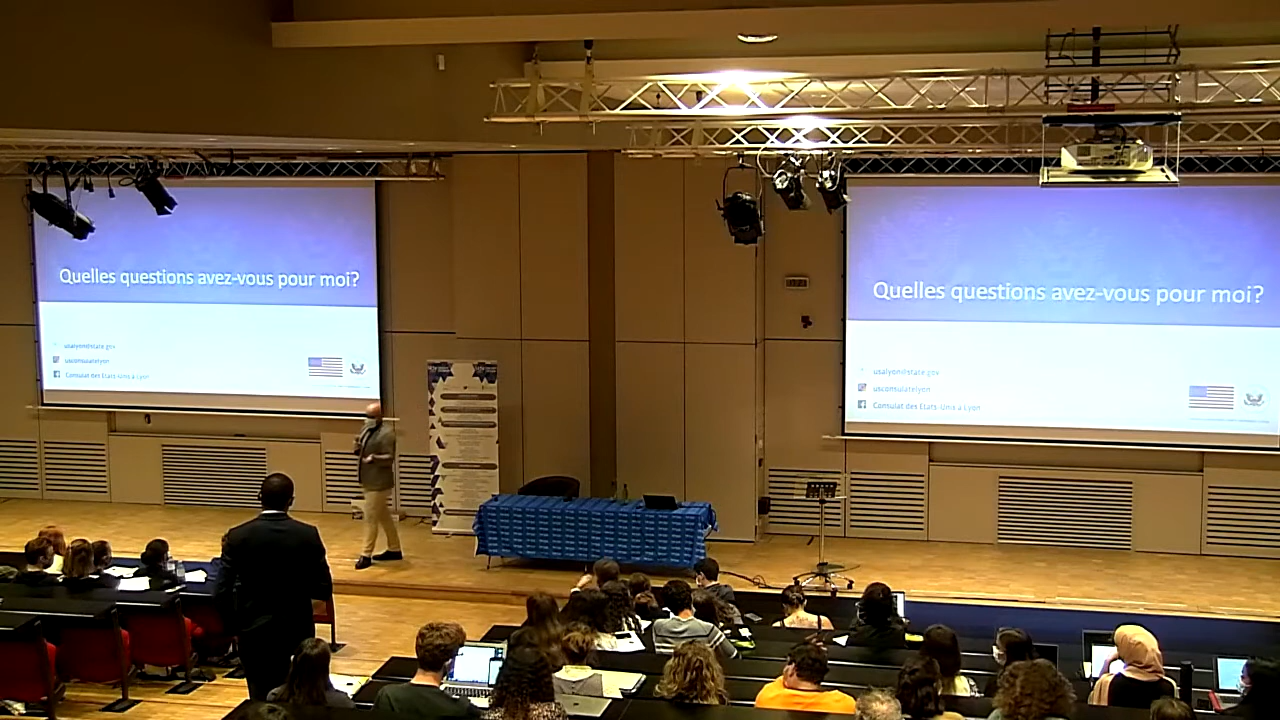 Quelles questions avez-vous pour moi?
usalyon@state.gov
usconsulatelyon
Consulat des Etats-Unis à Lyon
Quelles questions avez-vous pour moi?
usalyon@state.gov
usconsulatelyon
Consulat des Etats-Unis à Lyon